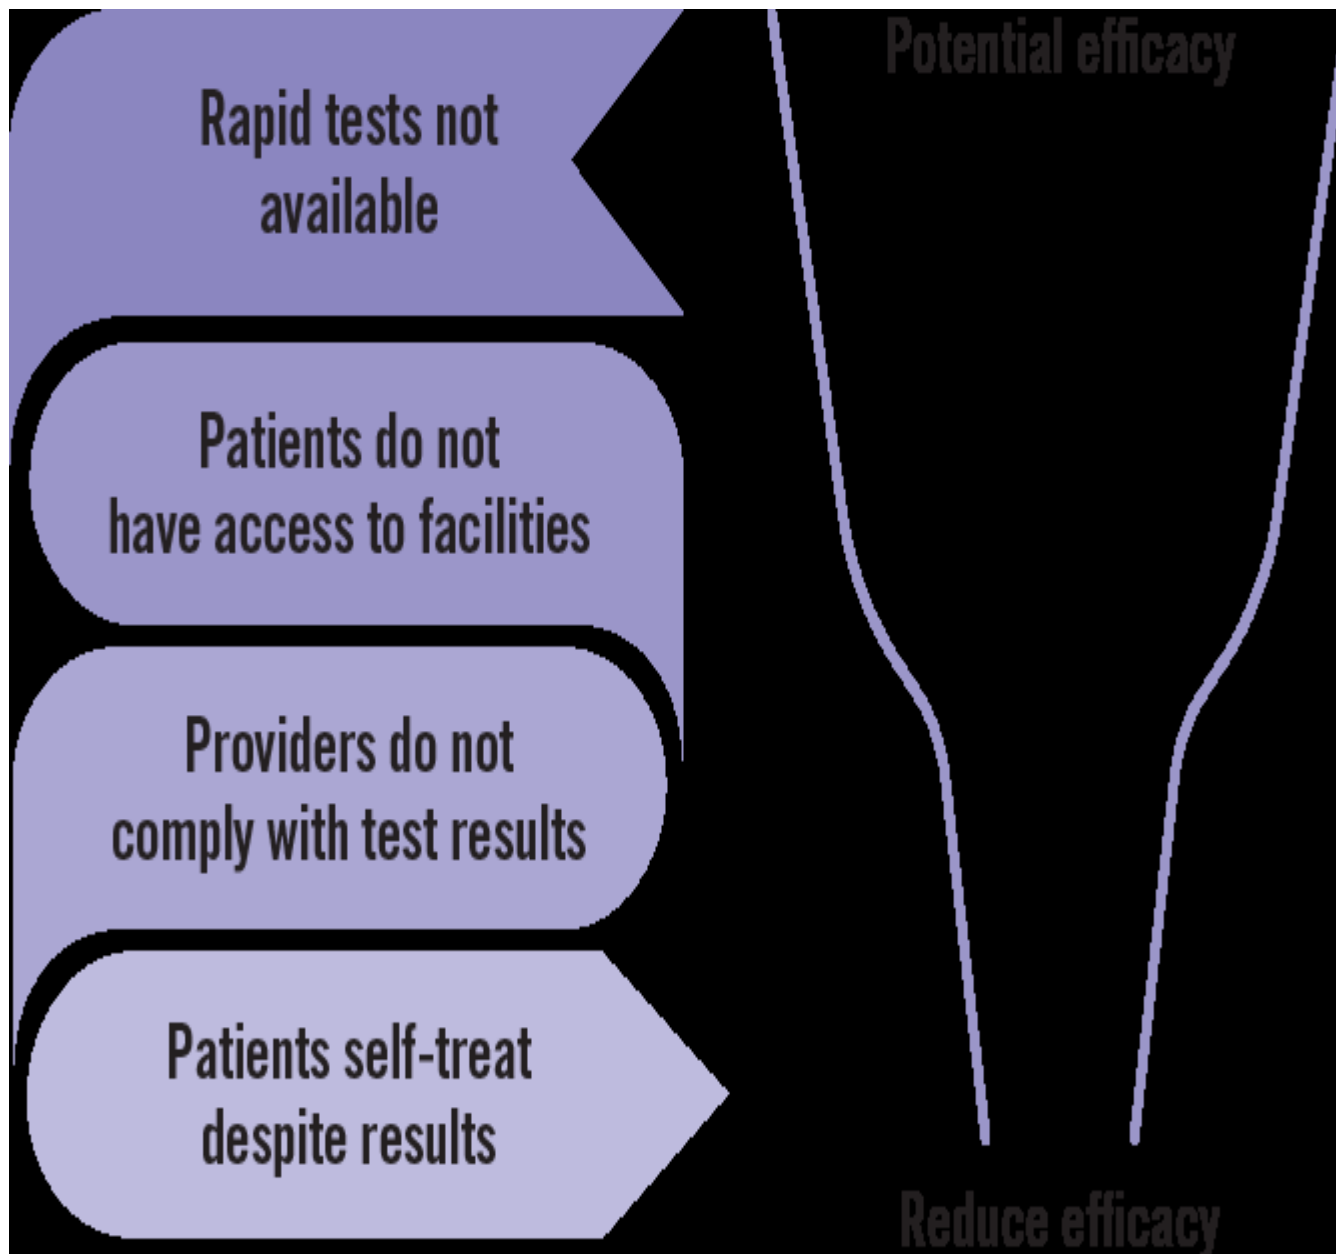 Potential efficacy
Rapid tests not
available
Patients do not
have access to facilities
Providers do not
comply with test results
Patients self-treat
despite results
Reduce efficacy